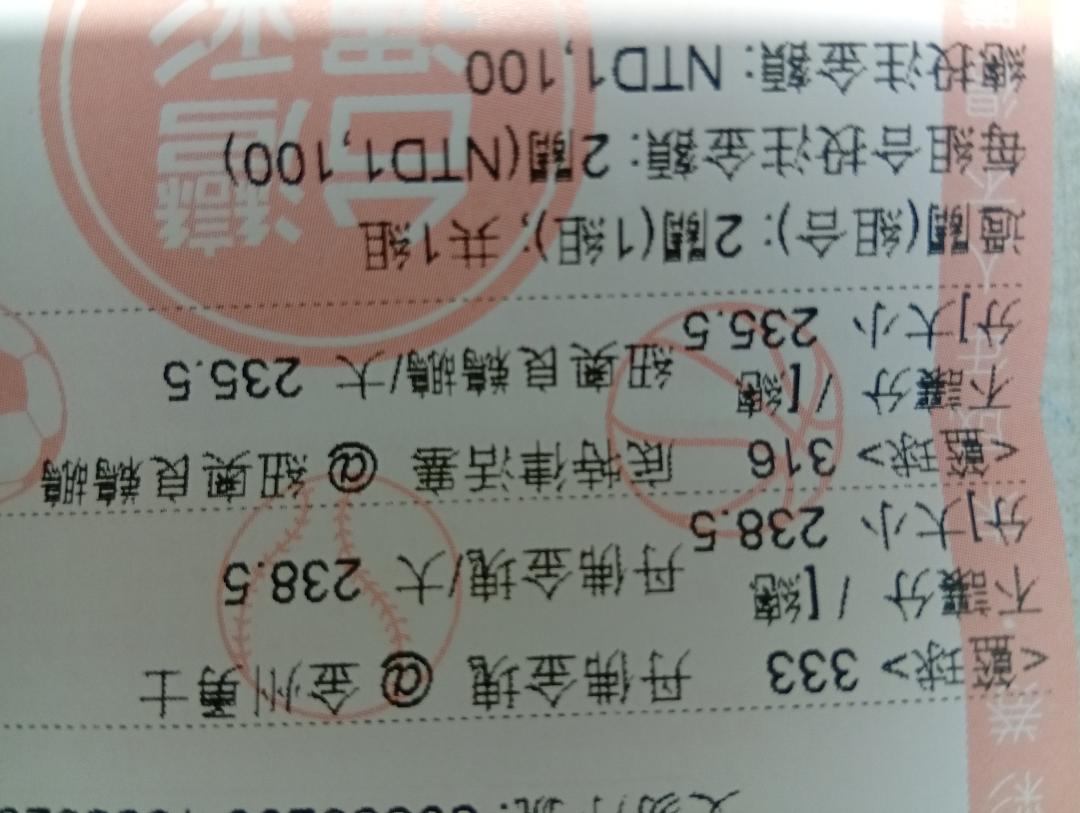 <籃球> 333 丹佛金塊 @ 金州勇士
不讓分 / [總 丹佛金塊/大 238.5
分]大小 238.5
<籃球> 316 底特律活塞 @ 紐奧良鵜鶘
不讓分 / [總 紐奧良鵜鶘/大 235.5
分]大小 235.5
過關(組合): 2關(1組); 共1組
每組合投注金額: 2關(NTD1,100)
總投注金額: NTD1,100
台灣
運彩